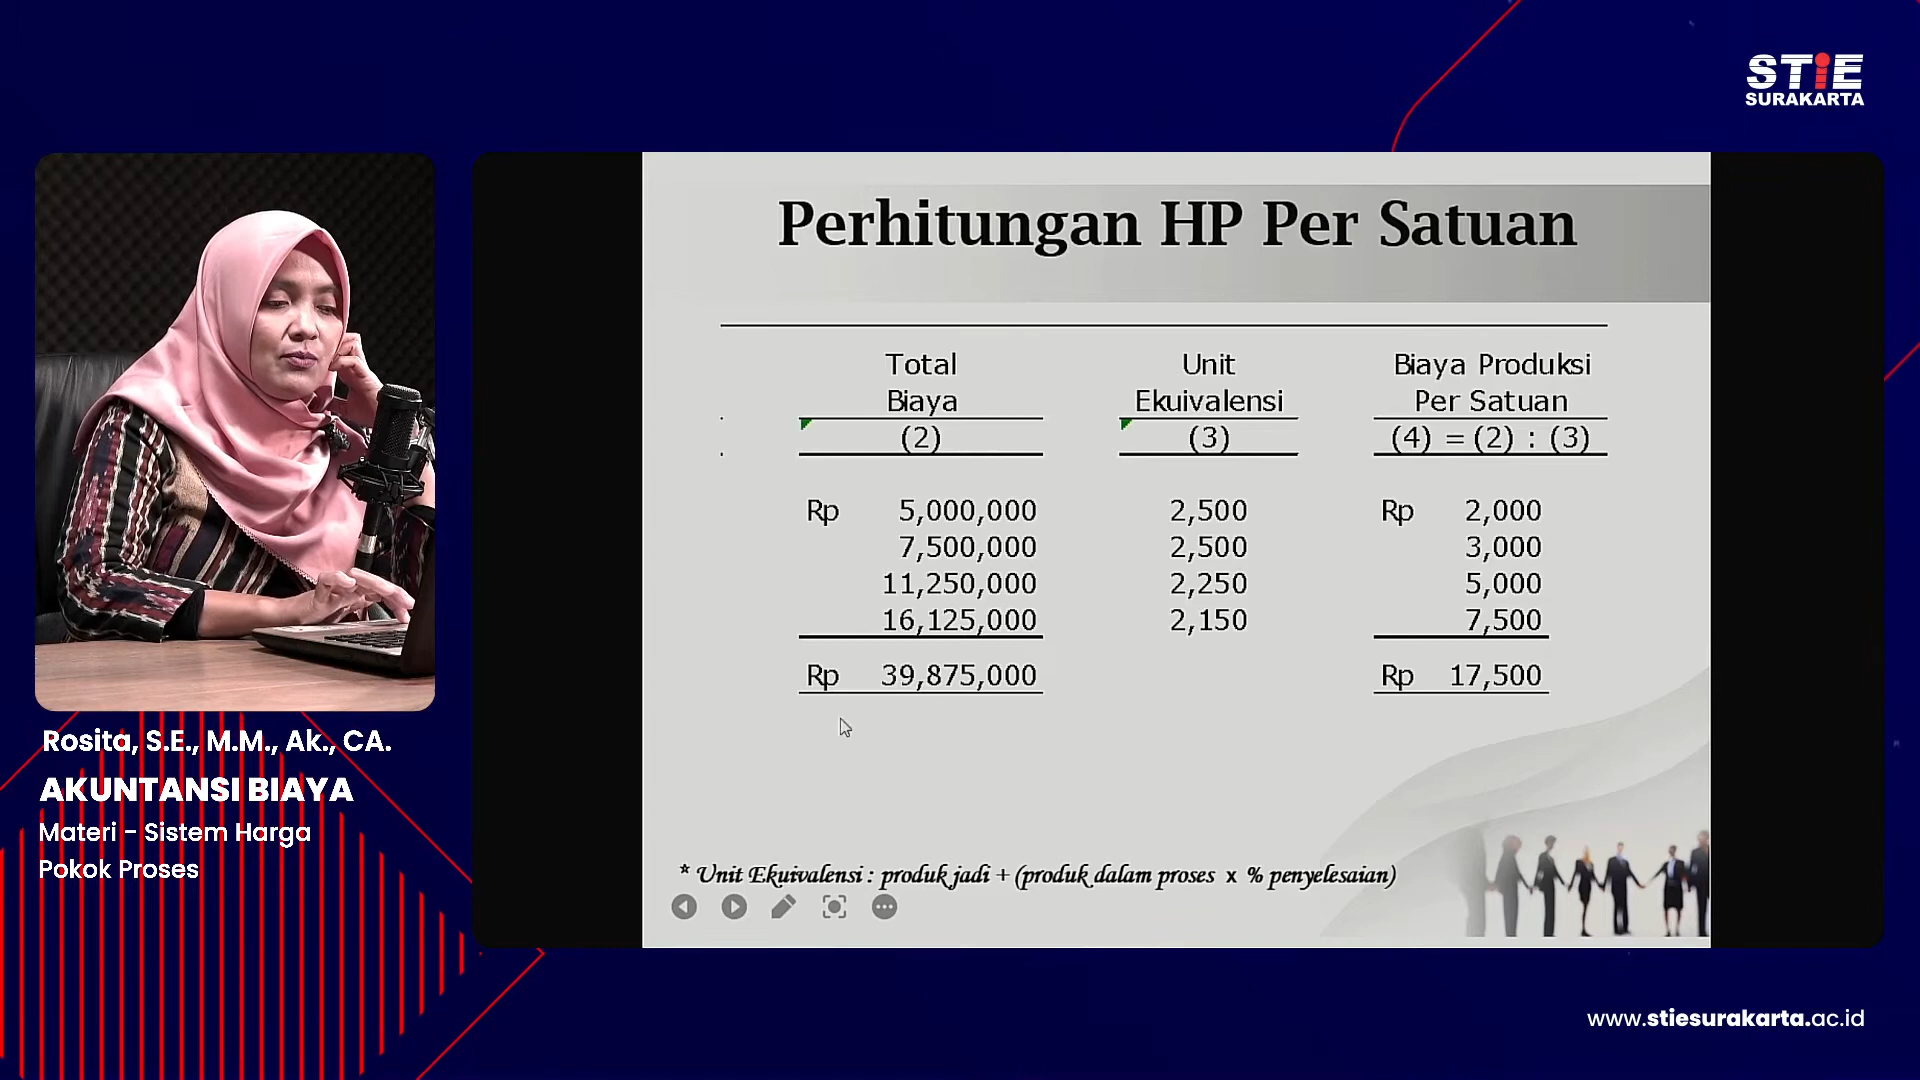 STiE
SURAKARTA
Perhitungan HP Per Satuan
Total Unit Biaya Produksi
Biaya Ekuivalensi Per Satuan
(2) (3) (4) = (2) : (3)
Rp 5,000,000 2,500 Rp 2,000
7,500,000 2,500 3,000
11,250,000 2,250 5,000
16,125,000 2,150 7,500
Rp 39,875,000 Rp 17,500
* Unit Ekuivalensi : produk jadi + (produk dalam proses x % penyelesaian)
Rosita, S.E., M.M., Ak., CA.
AKUNTANSI BIAYA
Materi - Sistem Harga
Pokok Proses
www.stiesurakarta.ac.id